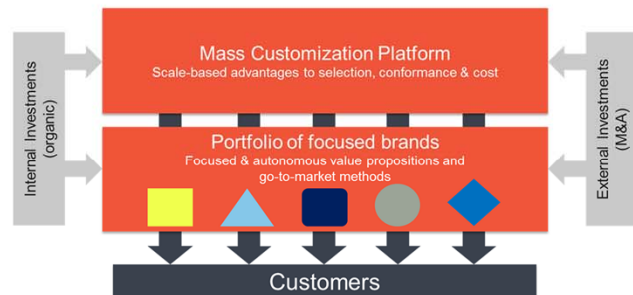 Mass Customization Platform
Scale-based advantages to selection, conformance & cost
Internal Investments
(organic)
External Investments
(M&A)
Portfolio of focused brands
Focused & autonomous value propositions and
go-to-market methods
Customers